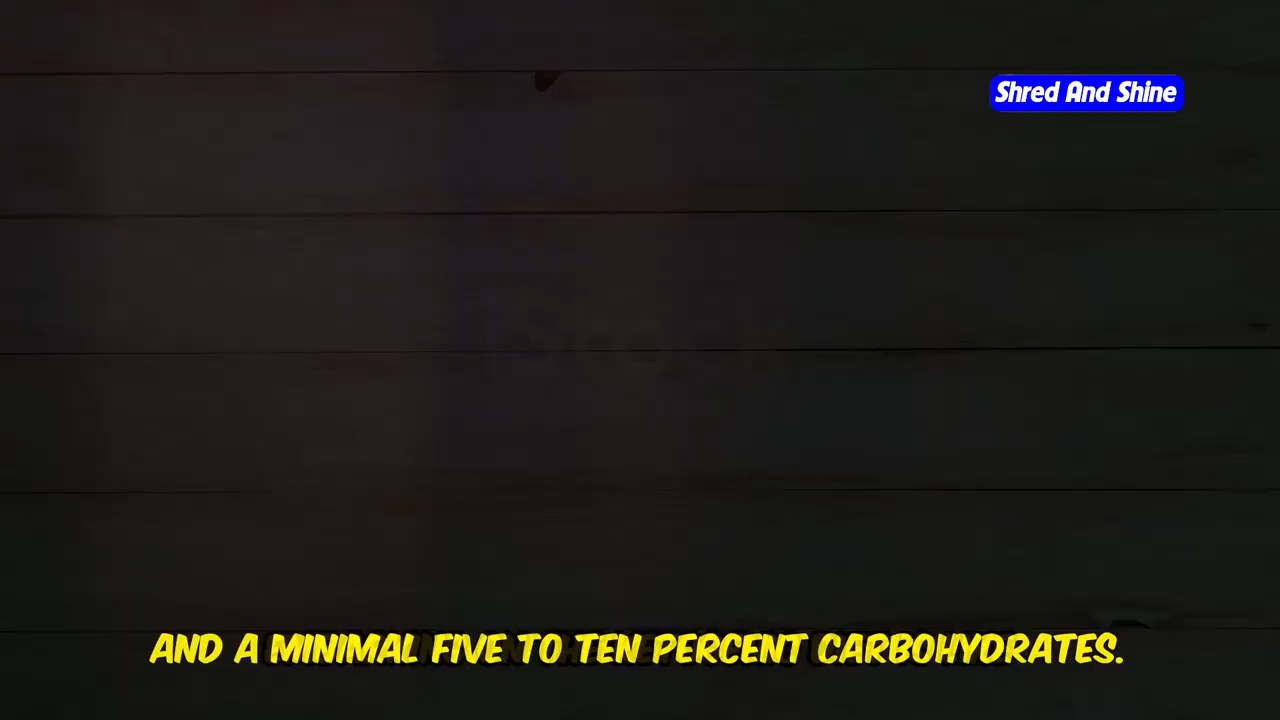 Shred And Shine
AND A MINIMAL FIVE TO TEN PERCENT CARBOHYDRATES.